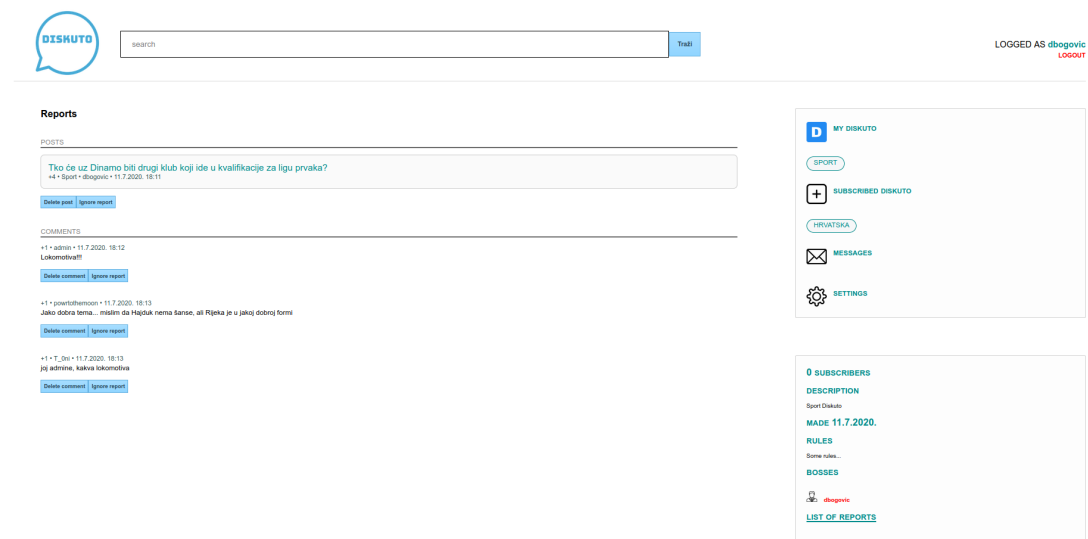 DISKUTO
search
Traži
LOGGED AS dbogovic
LOGOUT
Reports
POSTS
Tko će uz Dinamo biti drugi klub koji ide u kvalifikacije za ligu prvaka?
+4 • Sport • dbogovic • 11.7.2020. 18:11
Delete post Ignore report
COMMENTS
+1 • admin • 11.7.2020. 18:12
Lokomotiva!!!
Delete comment Ignore report
+1 • powrtothemoon • 11.7.2020. 18:13
Jako dobra tema... mislim da Hajduk nema šanse, ali Rijeka je u jakoj dobroj formi
Delete comment Ignore report
+1 • T_0ni • 11.7.2020. 18:13
joj admine, kakva lokomotiva
Delete comment Ignore report
D MY DISKUTO
SPORT
SUBSCRIBED DISKUTO
HRVATSKA
MESSAGES
SETTINGS
0 SUBSCRIBERS
DESCRIPTION
Sport Diskuto
MADE 11.7.2020.
RULES
Some rules...
BOSSES
dbogovic
LIST OF REPORTS